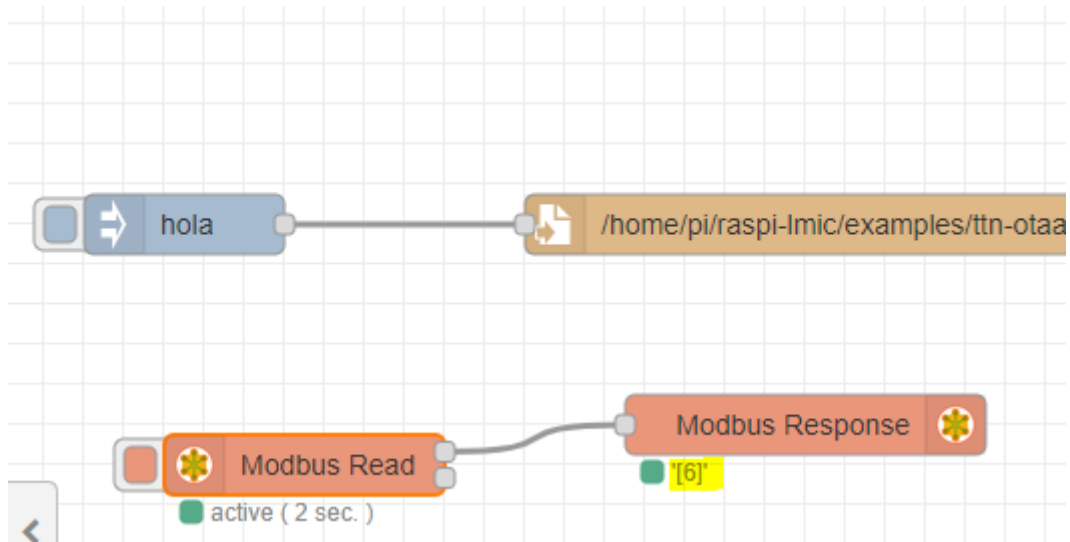 hola
/home/pi/raspi-lmic/examples/ttn-otaa
Modbus Response
"[6]"
Modbus Read
active ( 2 sec. )